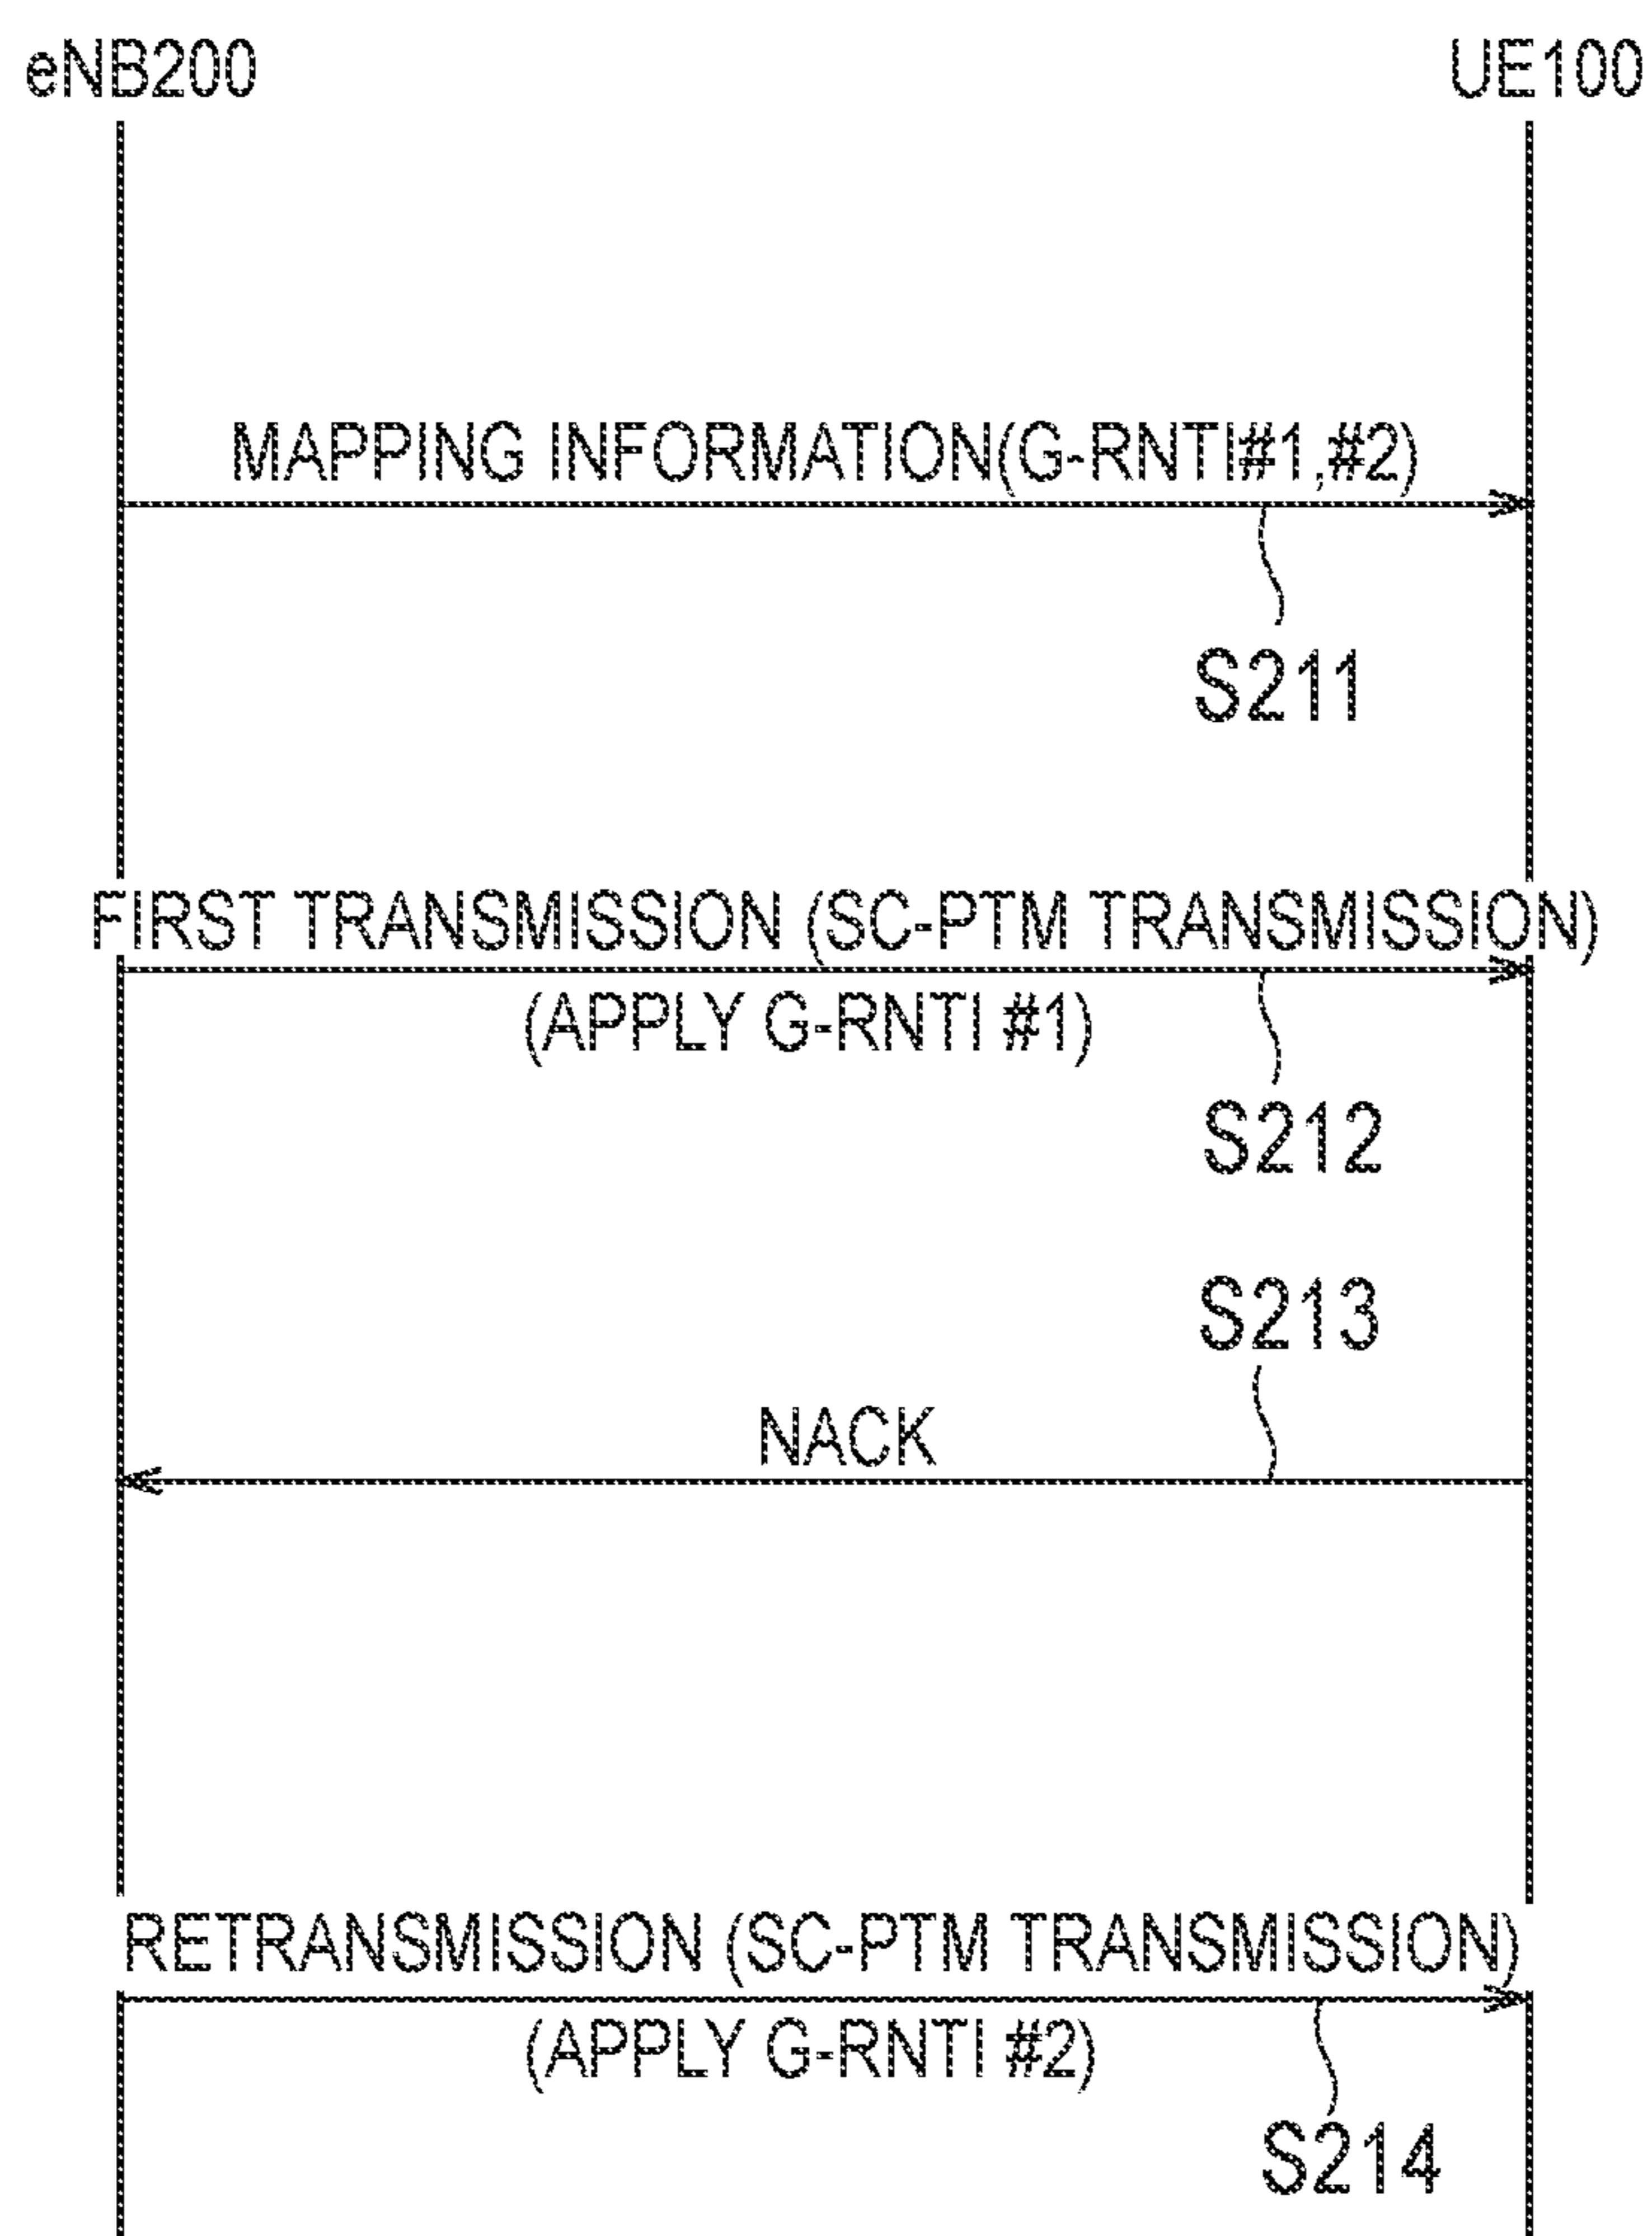 eNB200
UE100
MAPPING INFORMATION(G-RNTI#1,#2)
S211
FIRST TRANSMISSION (SC-PTM TRANSMISSION)
(APPLY G-RNTI #1)
S212
S213
NACK
RETRANSMISSION (SC-PTM TRANSMISSION)
(APPLY G-RNTI #2)
S214